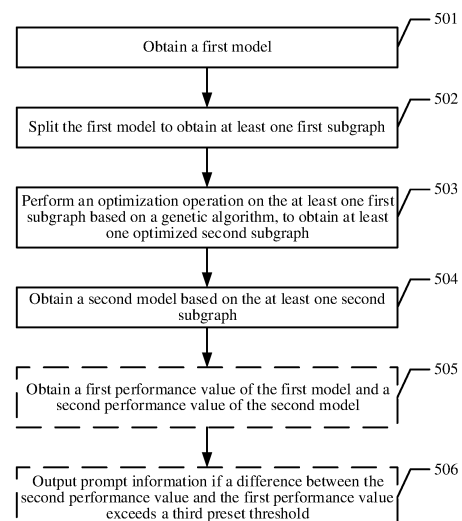 501
Obtain a first model
502
Split the first model to obtain at least one first subgraph
503
Perform an optimization operation on the at least one first
subgraph based on a genetic algorithm, to obtain at least
one optimized second subgraph
504
Obtain a second model based on the at least one second
subgraph
505
Obtain a first performance value of the first model and a
second performance value of the second model
506
Output prompt information if a difference between the
second performance value and the first performance value
exceeds a third preset threshold